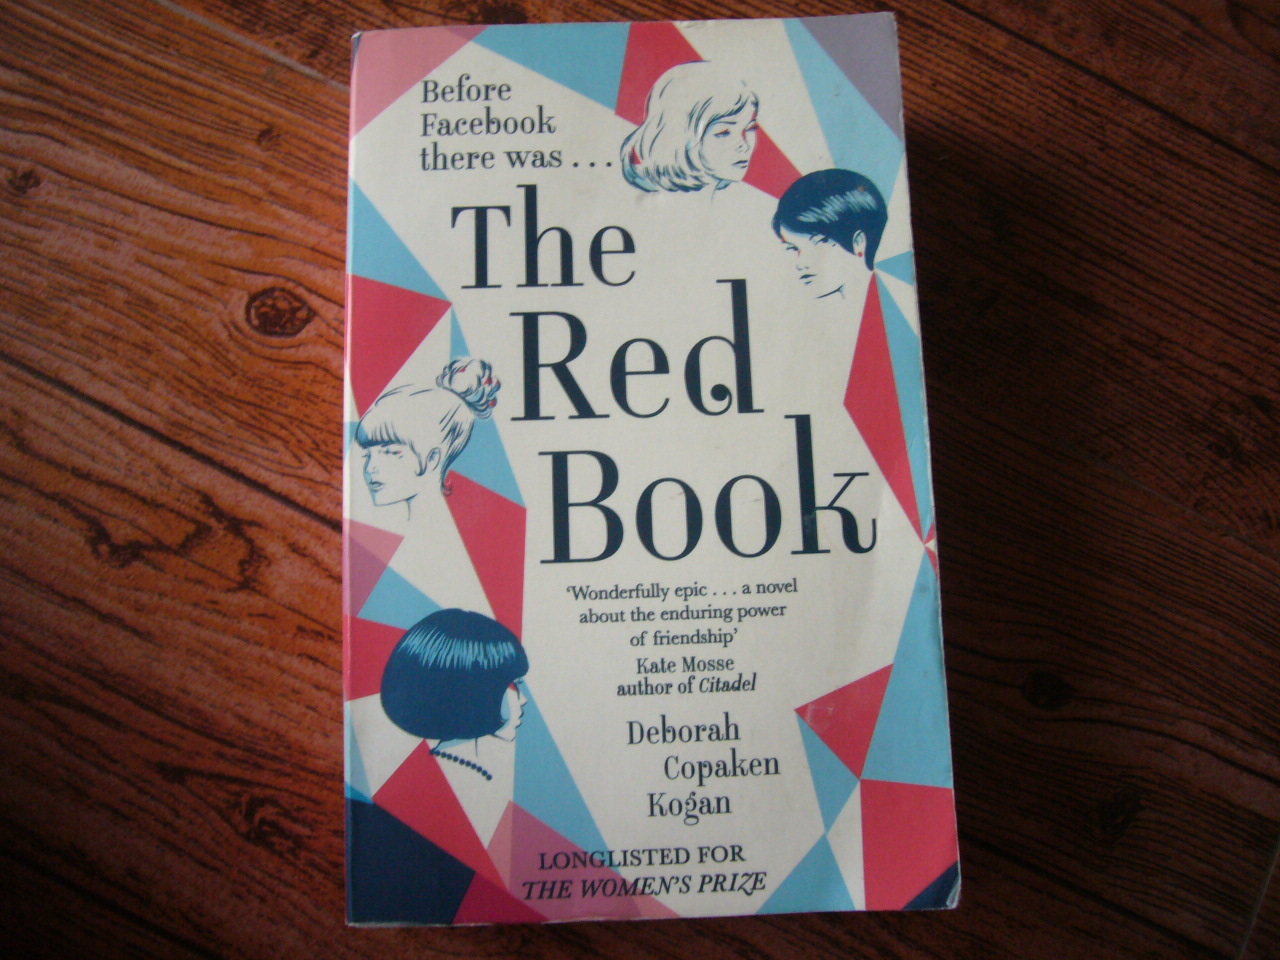 Before
Facebook
there was . . .
The
Red
Book
'Wonderfully epic . . . a novel
about the enduring power
of friendship'
Kate Mosse
author of Citadel
Deborah
Copaken
Kogan
LONGLISTED FOR
THE WOMEN'S PRIZE